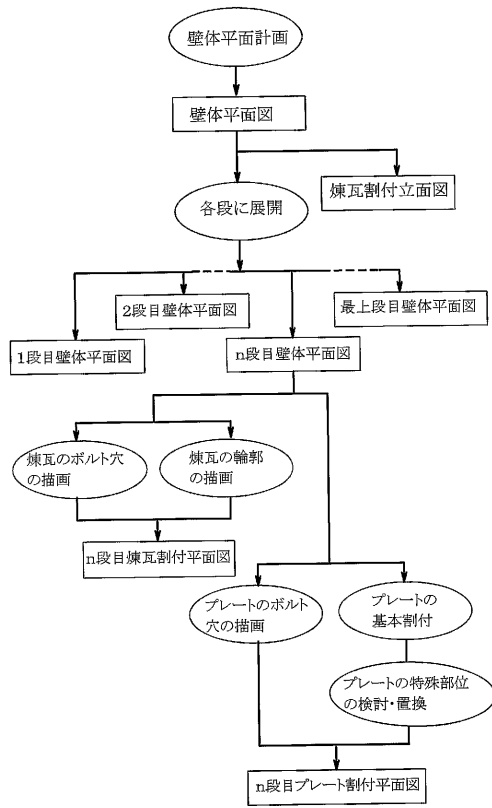 壁体平面計画
壁体平面図
煉瓦割付立面図
各段に展開
2段目壁体平面図
最上段目壁体平面図
1段目壁体平面図
n段目壁体平面図
煉瓦のボルト穴
の描画
煉瓦の輪郭
の描画
n段目煉瓦割付平面図
プレートのボルト
穴の描画
プレートの
基本割付
プレートの特殊部位
の検討・置換
n段目プレート割付平面図